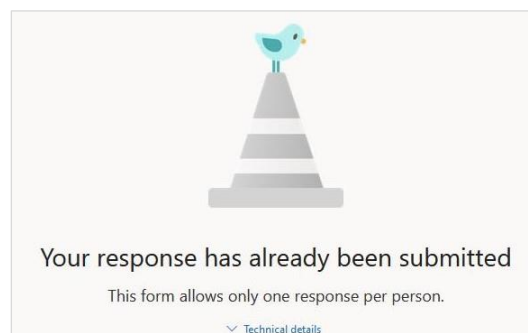 Your response has already been submitted
This form allows only one response per person.
Technical details